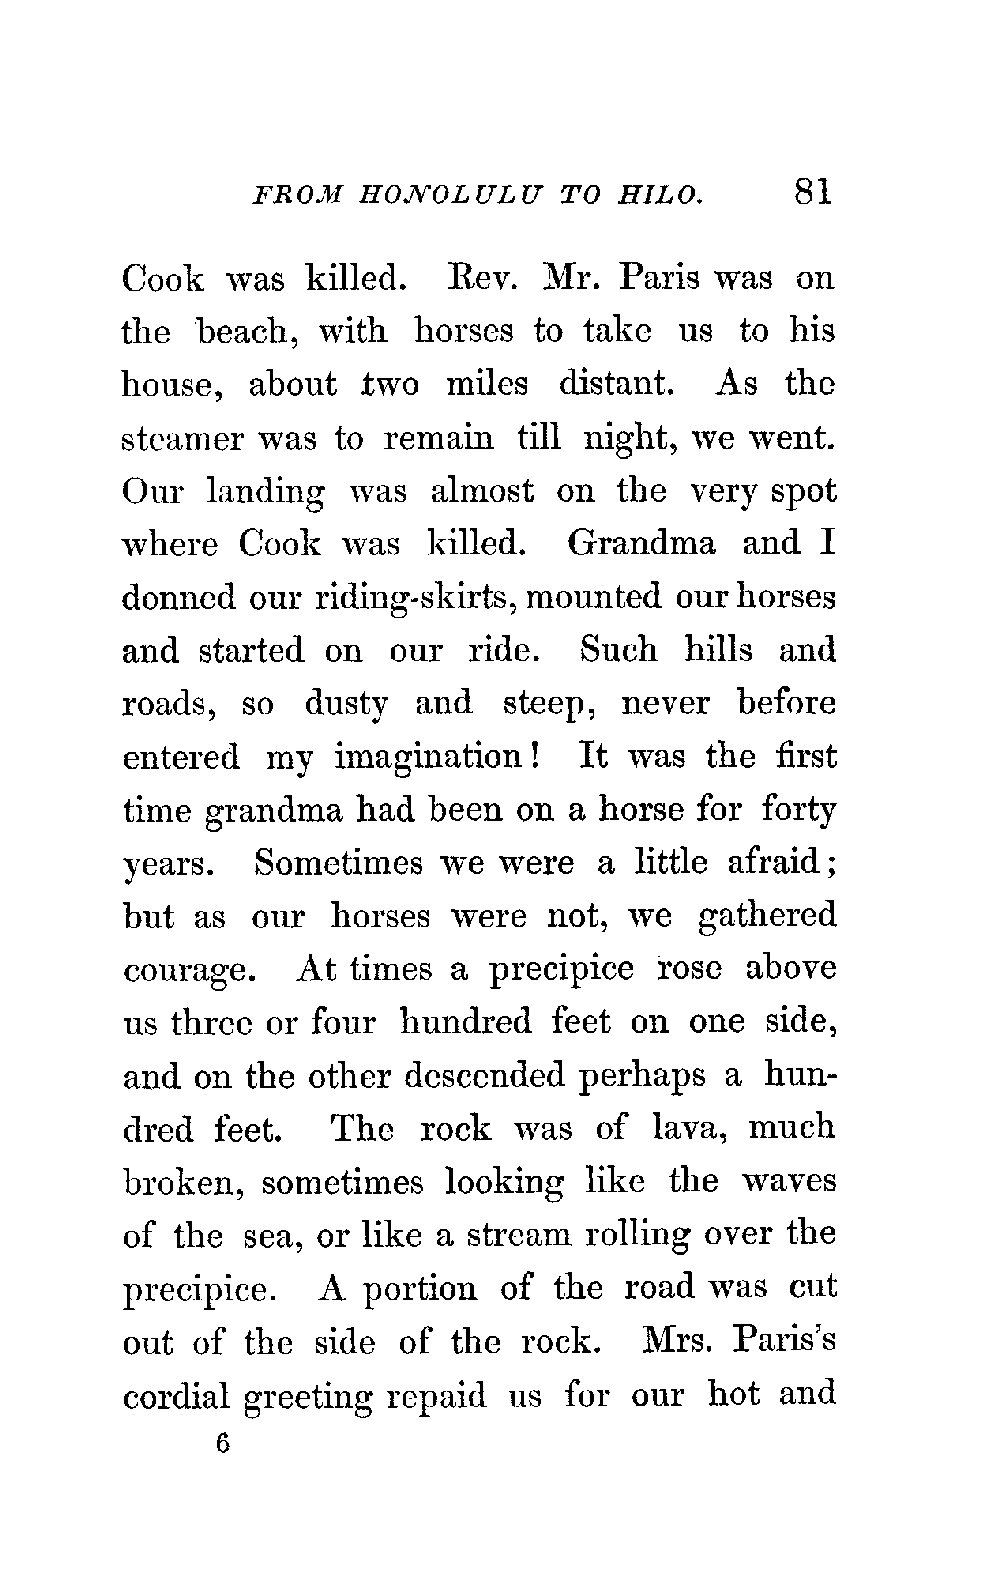 FROM HONOLULU TO HILO. 81
Cook was killed. Rev. Mr. Paris was on
the beach, with horses to take us to his
house, about two miles distant. As the
steamer was to remain till night, we went.
Our landing was almost on the very spot
where Cook was killed. Grandma and I
donned our riding-skirts, mounted our horses
and started on our ride. Such hills and
roads, so dusty and steep, never before
entered my imagination! It was the first
time grandma had been on a horse for forty
years. Sometimes we were a little afraid;
but as our horses were not, we gathered
courage. At times a precipice rose above
us three or four hundred feet on one side,
and on the other descended perhaps a hun-
dred feet. The rock was of lava, much
broken, sometimes looking like the waves
of the sea, or like a stream rolling over the
precipice. A portion of the road was cut
out of the side of the rock. Mrs. Paris's
cordial greeting repaid us for our hot and
6